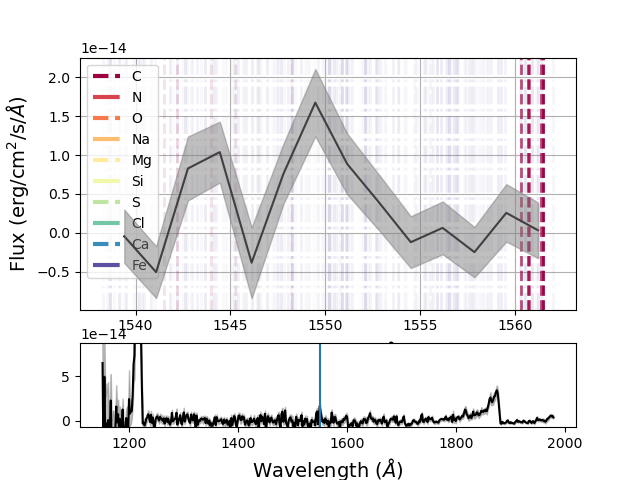 1e−14
Flux (erg/cm²/s/Å)
2.0
1.5
1.0
0.5
0.0
−0.5
C
N
O
Na
Mg
Si
S
Cl
Ca
Fe
1540 1545 1550 1555 1560
1e−14
5
0
1200 1400 1600 1800 2000
Wavelength (Å)